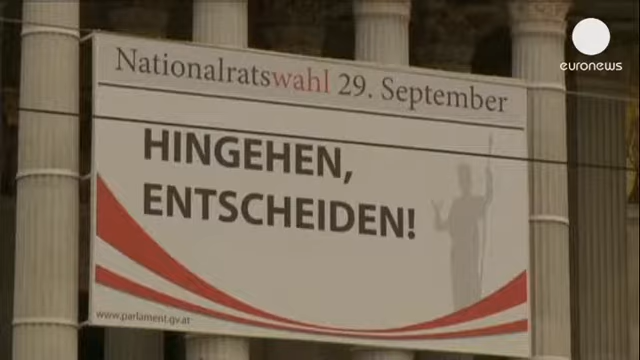 euronews
Nationalratswahl 29. September
HINGEHEN,
ENTSCHEIDEN!
www.parlament.gv.at